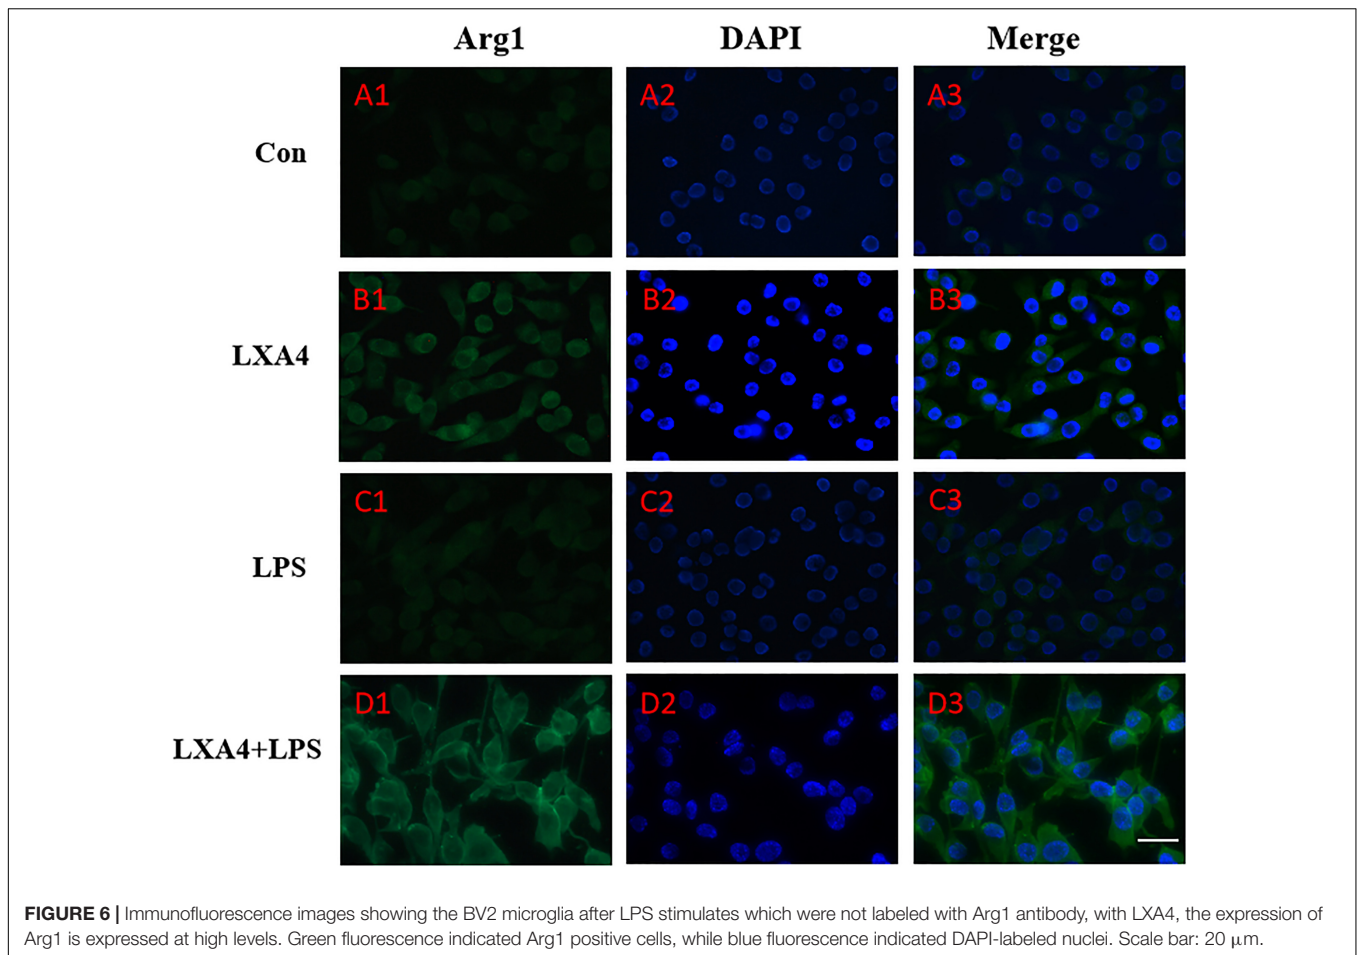 Arg1 DAPI Merge
Con A1 A2 A3
LXA4 B1 B2 B3
LPS C1 C2 C3
LXA4+LPS D1 D2 D3
FIGURE 6 | Immunofluorescence images showing the BV2 microglia after LPS stimulates which were not labeled with Arg1 antibody, with LXA4, the expression of
Arg1 is expressed at high levels. Green fluorescence indicated Arg1 positive cells, while blue fluorescence indicated DAPI-labeled nuclei. Scale bar: 20 μm.